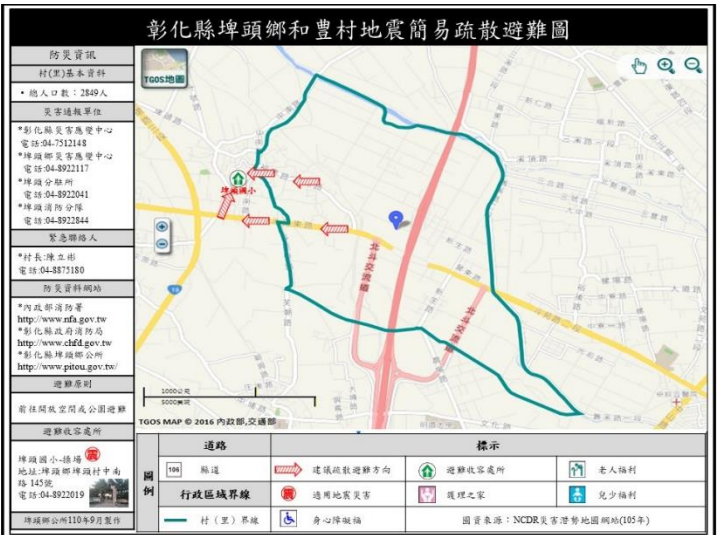 彰化縣埤頭鄉和豊村地震簡易疏散避難圖
防災資訊
村(里)基本資料
• 總人口數：2849人
災害通報單位
*彰化縣災害應變中心
電話:04-7512148
*埤頭鄉災害應變中心
電話:04-8922117
*埤頭分駐所
電話:04-8922041
*埤頭消防分隊
電話:04-8922844
緊急聯絡人
*村長:陳立彬
電話:04-8875180
防災資料網站
*內政部消防署
http://www.nfa.gov.tw
*彰化縣政府消防局
http://www.chfd.gov.tw
*彰化縣埤頭鄉公所
http://www.pitou.gov.tw/
避難原則
前往開放空間或公園避難
避難收容處所
埤頭國小-操場 震
地址:埤頭鄉埤頭村中南
路 145號
電話:04-8922019
埤頭鄉公所110年9月製作
TGOS地圖
埤頭國小
北斗交流道
北斗交流道
1000公尺
5000英呎
TGOS MAP © 2016 內政部,交通部
圖例
道路
標示
106 縣道
建議疏散避難方向
避難收容處所
老人福利
行政區域界線
震 適用地震災害
護理之家
兒少福利
村（里）界線
身心障礙福
圖資來源：NCDR災害潛勢地圖網站(105年)